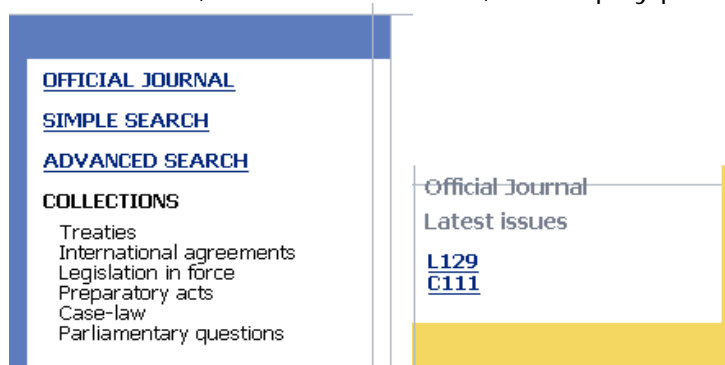 OFFICIAL JOURNAL
SIMPLE SEARCH
ADVANCED SEARCH
COLLECTIONS
Treaties
International agreements
Legislation in force
Preparatory acts
Case-law
Parliamentary questions
Official Journal
Latest issues
L129
C111